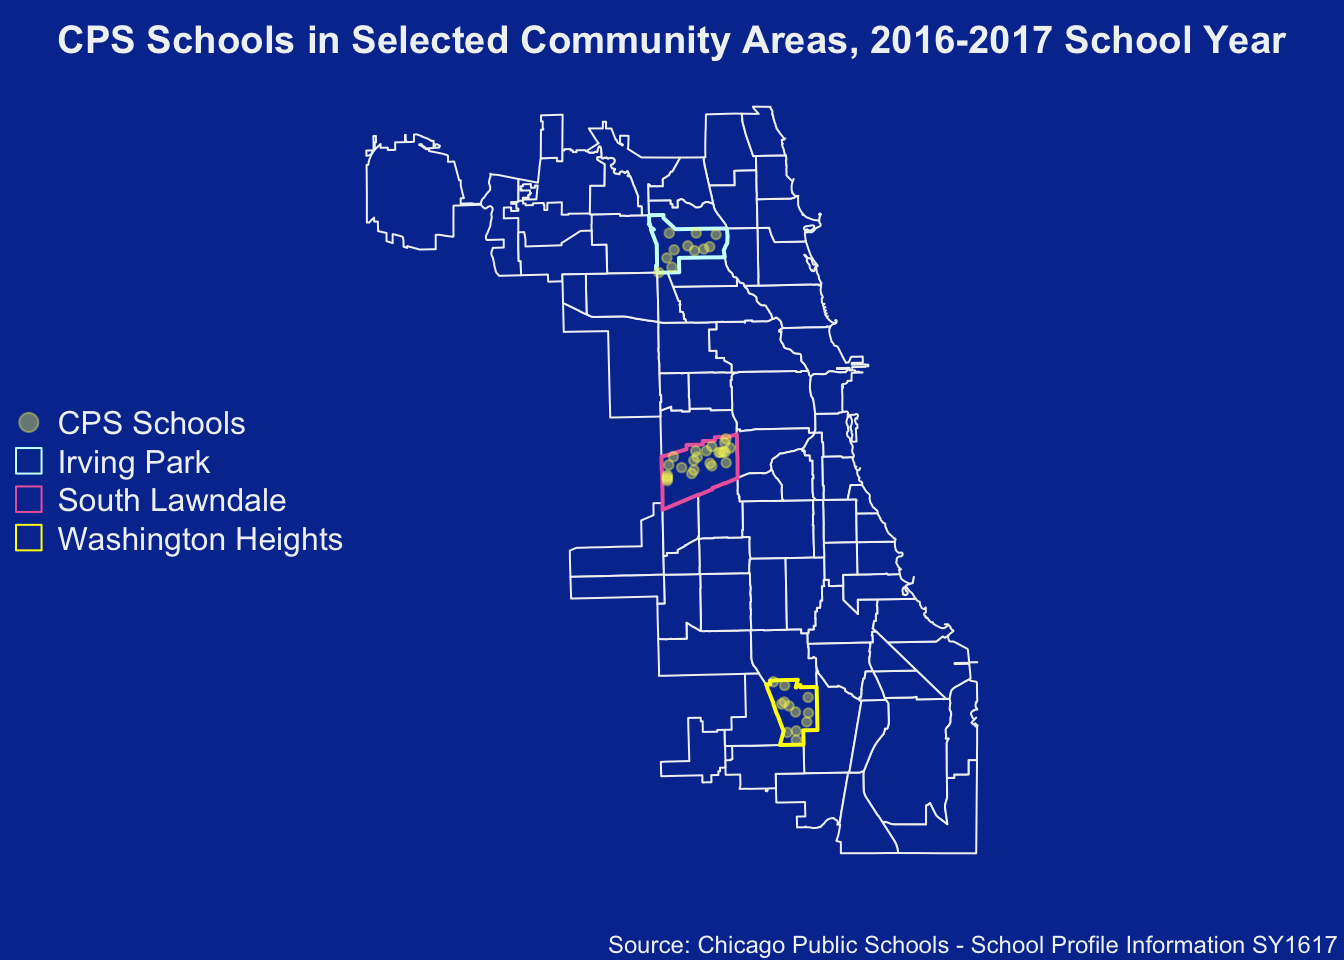 CPS Schools in Selected Community Areas, 2016-2017 School Year
CPS Schools
Irving Park
South Lawndale
Washington Heights
Source: Chicago Public Schools - School Profile Information SY1617